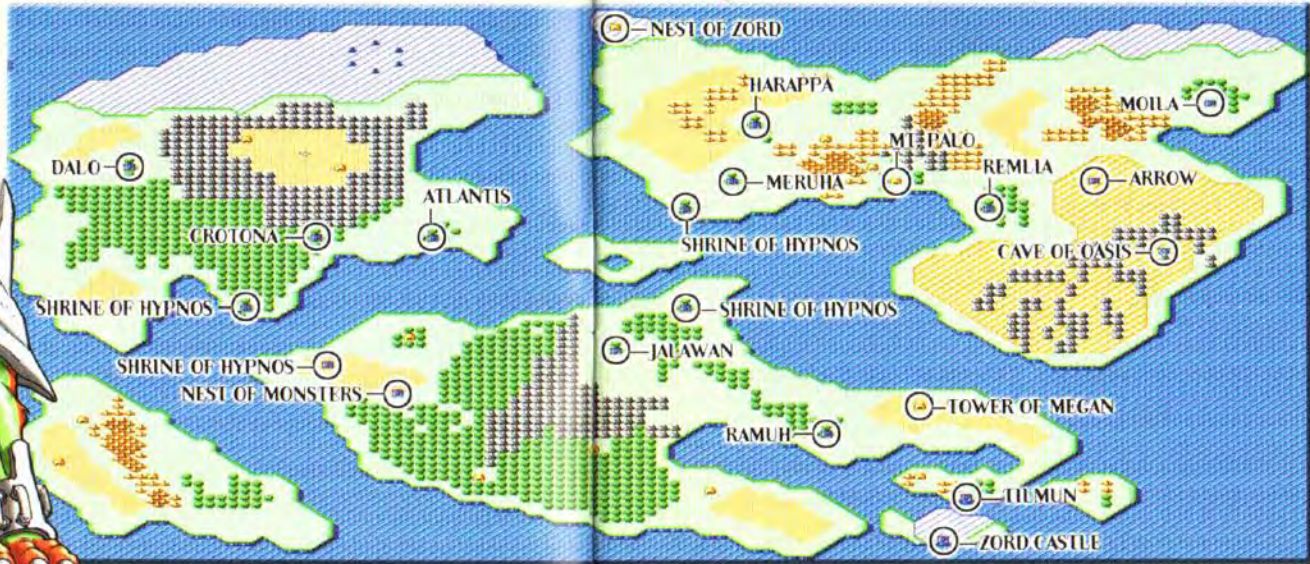 NEST OF ZORD
HARAPPA
MOILA
MT. PALO
DALO
MERUHA
REMLIA
ARROW
ATLANTIS
CROTONA
SHRINE OF HYPNOS
CAVE OF OASIS
SHRINE OF HYPNOS
SHRINE OF HYPNOS
JALAWAN
SHRINE OF HYPNOS
NEST OF MONSTERS
TOWER OF MEGAN
RAMUH
TILMUN
ZORD CASTLE